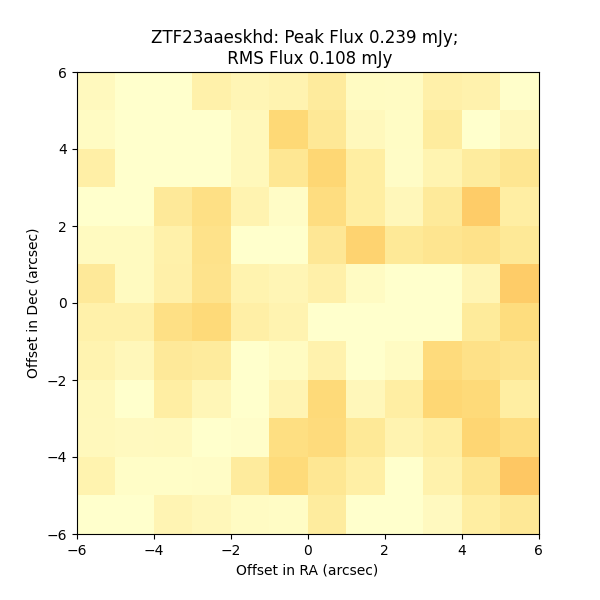 ZTF23aaeskhd: Peak Flux 0.239 mJy;
RMS Flux 0.108 mJy
6
4
2
0
−2
−4
−6
Offset in Dec (arcsec)
−6 −4 −2 0 2 4 6
Offset in RA (arcsec)